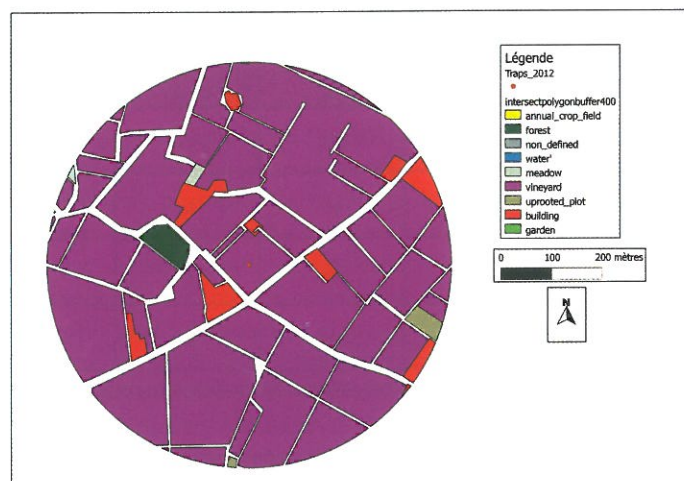 Légende
Traps_2012
intersectpolygonbuffer400
annual_crop_field
forest
non_defined
water'
meadow
vineyard
uprooted_plot
building
garden
0 100 200 mètres
N